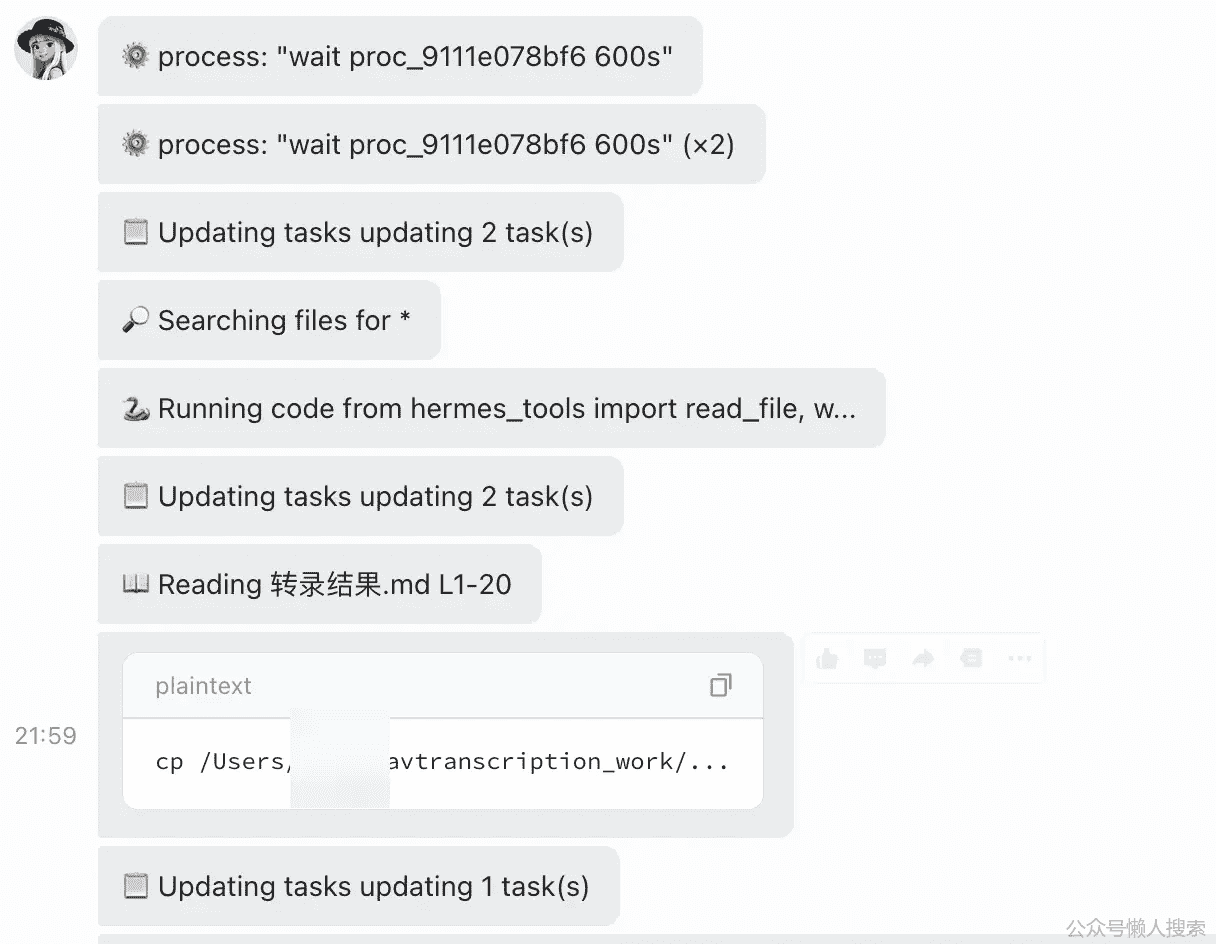 process: "wait proc_9111e078bf6 600s"
process: "wait proc_9111e078bf6 600s" (×2)
Updating tasks updating 2 task(s)
Searching files for *
Running code from hermes_tools import read_file, w...
Updating tasks updating 2 task(s)
Reading 转录结果.md L1-20
plaintext
21:59
cp /Users/ avtranscription_work/...
Updating tasks updating 1 task(s)
公众号懒人搜索